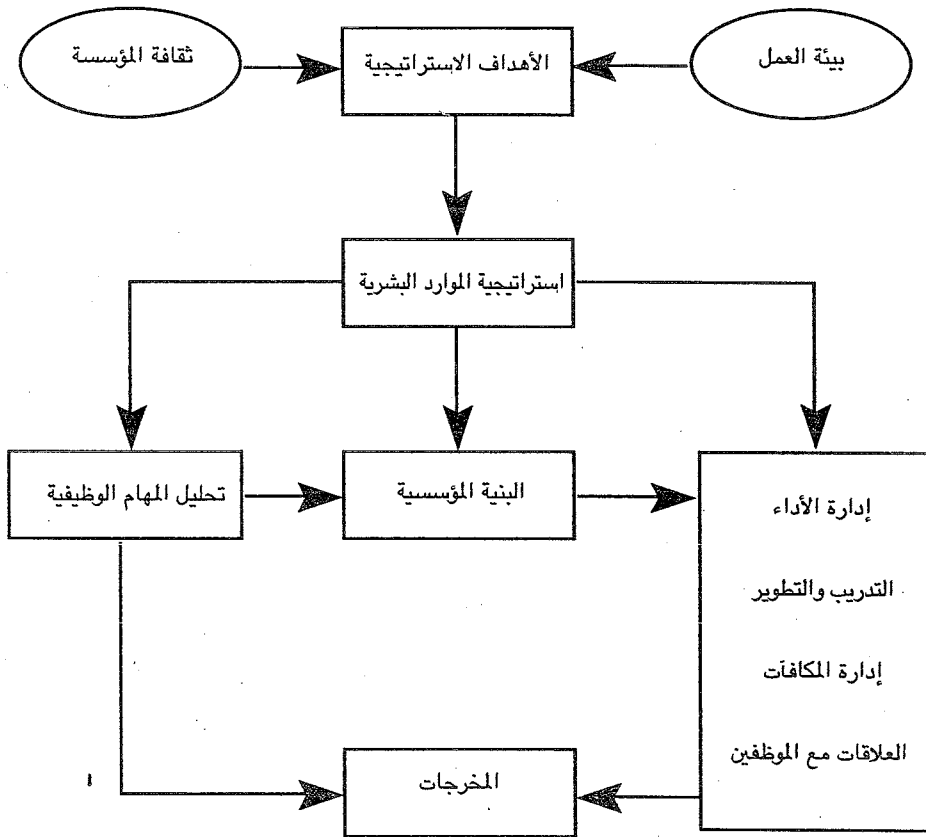 بيئة العمل
الأهداف الاستراتيجية
ثقافة المؤسسة
استراتيجية الموارد البشرية
تحليل المهام الوظيفية
البنية المؤسسية
إدارة الأداء
التدريب والتطوير
إدارة المكافآت
العلاقات مع الموظفين
المخرجات